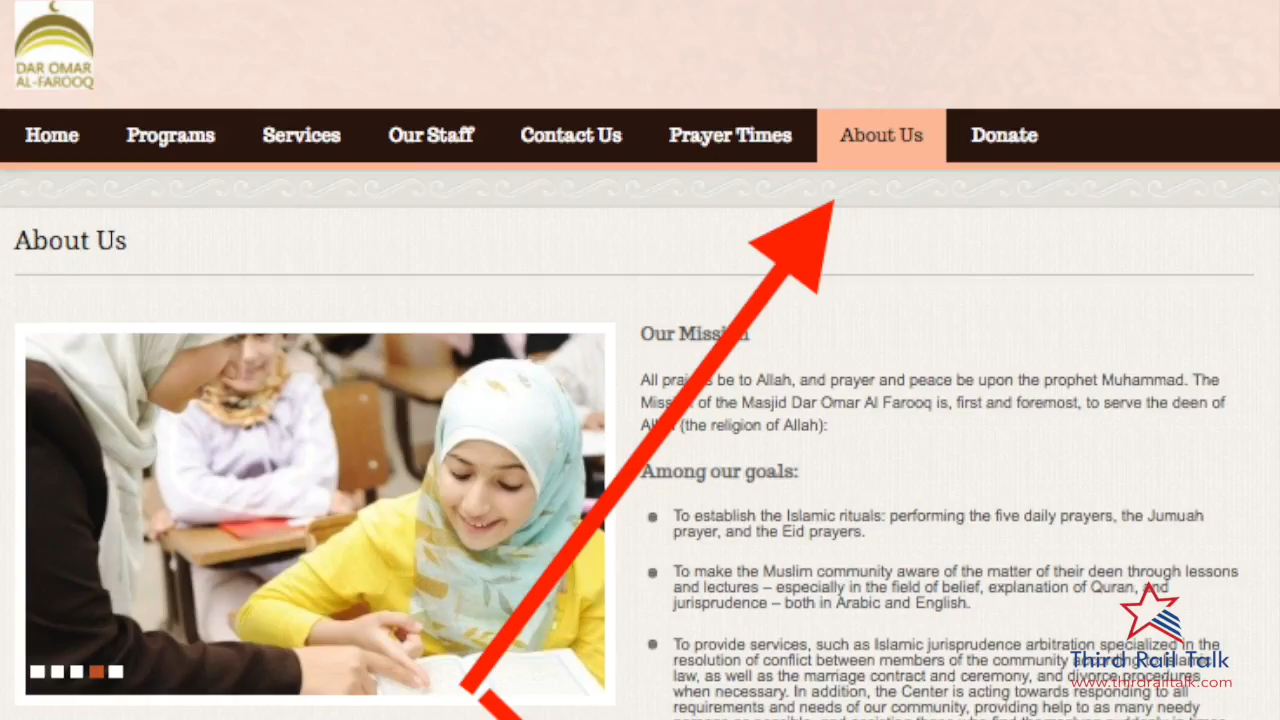 DAR OMAR
AL-FAROOQ
Home Programs Services Our Staff Contact Us Prayer Times About Us Donate
About Us
Our Mission
All praises be to Allah, and prayer and peace be upon the prophet Muhammad. The
Mission of the Masjid Dar Omar Al Farooq is, first and foremost, to serve the deen of
Allah (the religion of Allah):
Among our goals:
To establish the Islamic rituals: performing the five daily prayers, the Jumuah
prayer, and the Eid prayers.
To make the Muslim community aware of the matter of their deen through lessons
and lectures – especially in the field of belief, explanation of Quran, and
jurisprudence – both in Arabic and English.
To provide services, such as Islamic jurisprudence arbitration specialized in the
resolution of conflict between members of the community according to Islamic
law, as well as the marriage contract and ceremony, and divorce procedures
when necessary. In addition, the Center is acting towards responding to all
requirements and needs of our community, providing help to as many needy
Third Rail Talk
www.thirdrailtalk.com